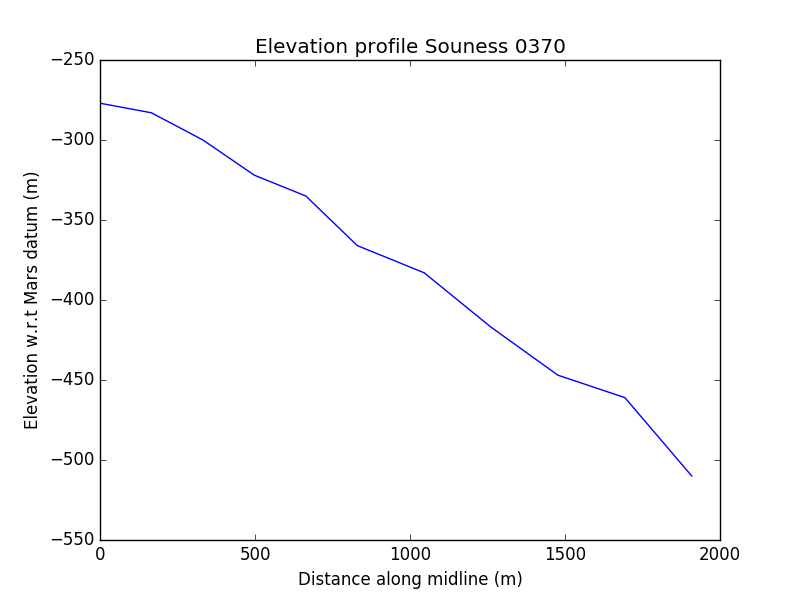 Elevation profile Souness 0370
−250
−300
−350
−400
−450
−500
−550
Elevation w.r.t Mars datum (m)
0 500 1000 1500 2000
Distance along midline (m)